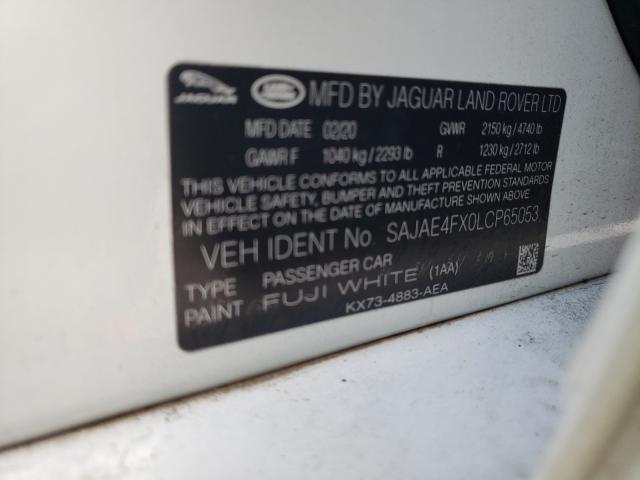 JAGUAR LAND ROVER MFD BY JAGUAR LAND ROVER LTD
MFD DATE 02/20 GVWR 2150 kg / 4740 lb
GAWR F 1040 kg / 2293 lb R 1230 kg / 2712 lb
THIS VEHICLE CONFORMS TO ALL APPLICABLE FEDERAL MOTOR
VEHICLE SAFETY, BUMPER AND THEFT PREVENTION STANDARDS
IN EFFECT ON THE DATE OF MANUFACTURE SHOWN ABOVE.
VEH IDENT No SAJAE4FX0LCP65053
TYPE PASSENGER CAR
PAINT FUJI WHITE (1AA)
KX73-4883-AEA